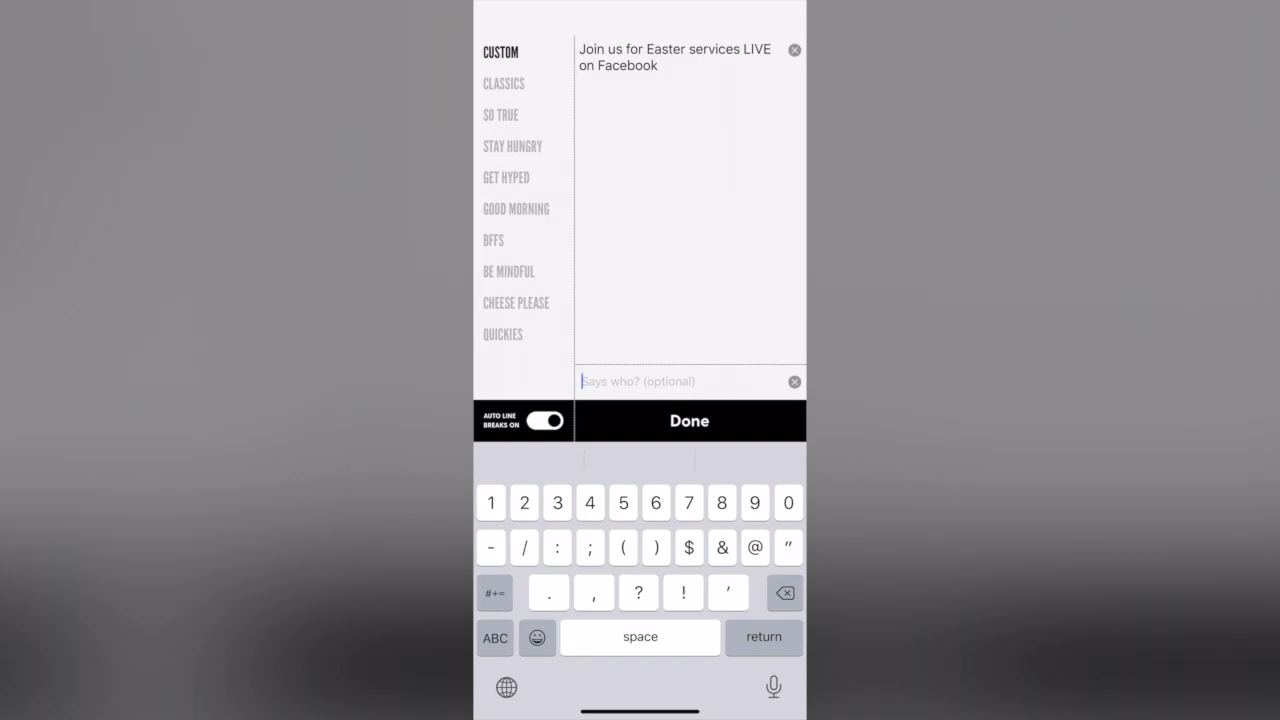 CUSTOM
CLASSICS
SO TRUE
STAY HUNGRY
GET HYPED
GOOD MORNING
BFFS
BE MINDFUL
CHEESE PLEASE
QUICKIES
Join us for Easter services LIVE
on Facebook
Says who? (optional)
AUTO LINE
BREAKS ON
Done
1 2 3 4 5 6 7 8 9 0
- / : ; ( ) $ & @ "
#+= . , ? ! '
ABC space return